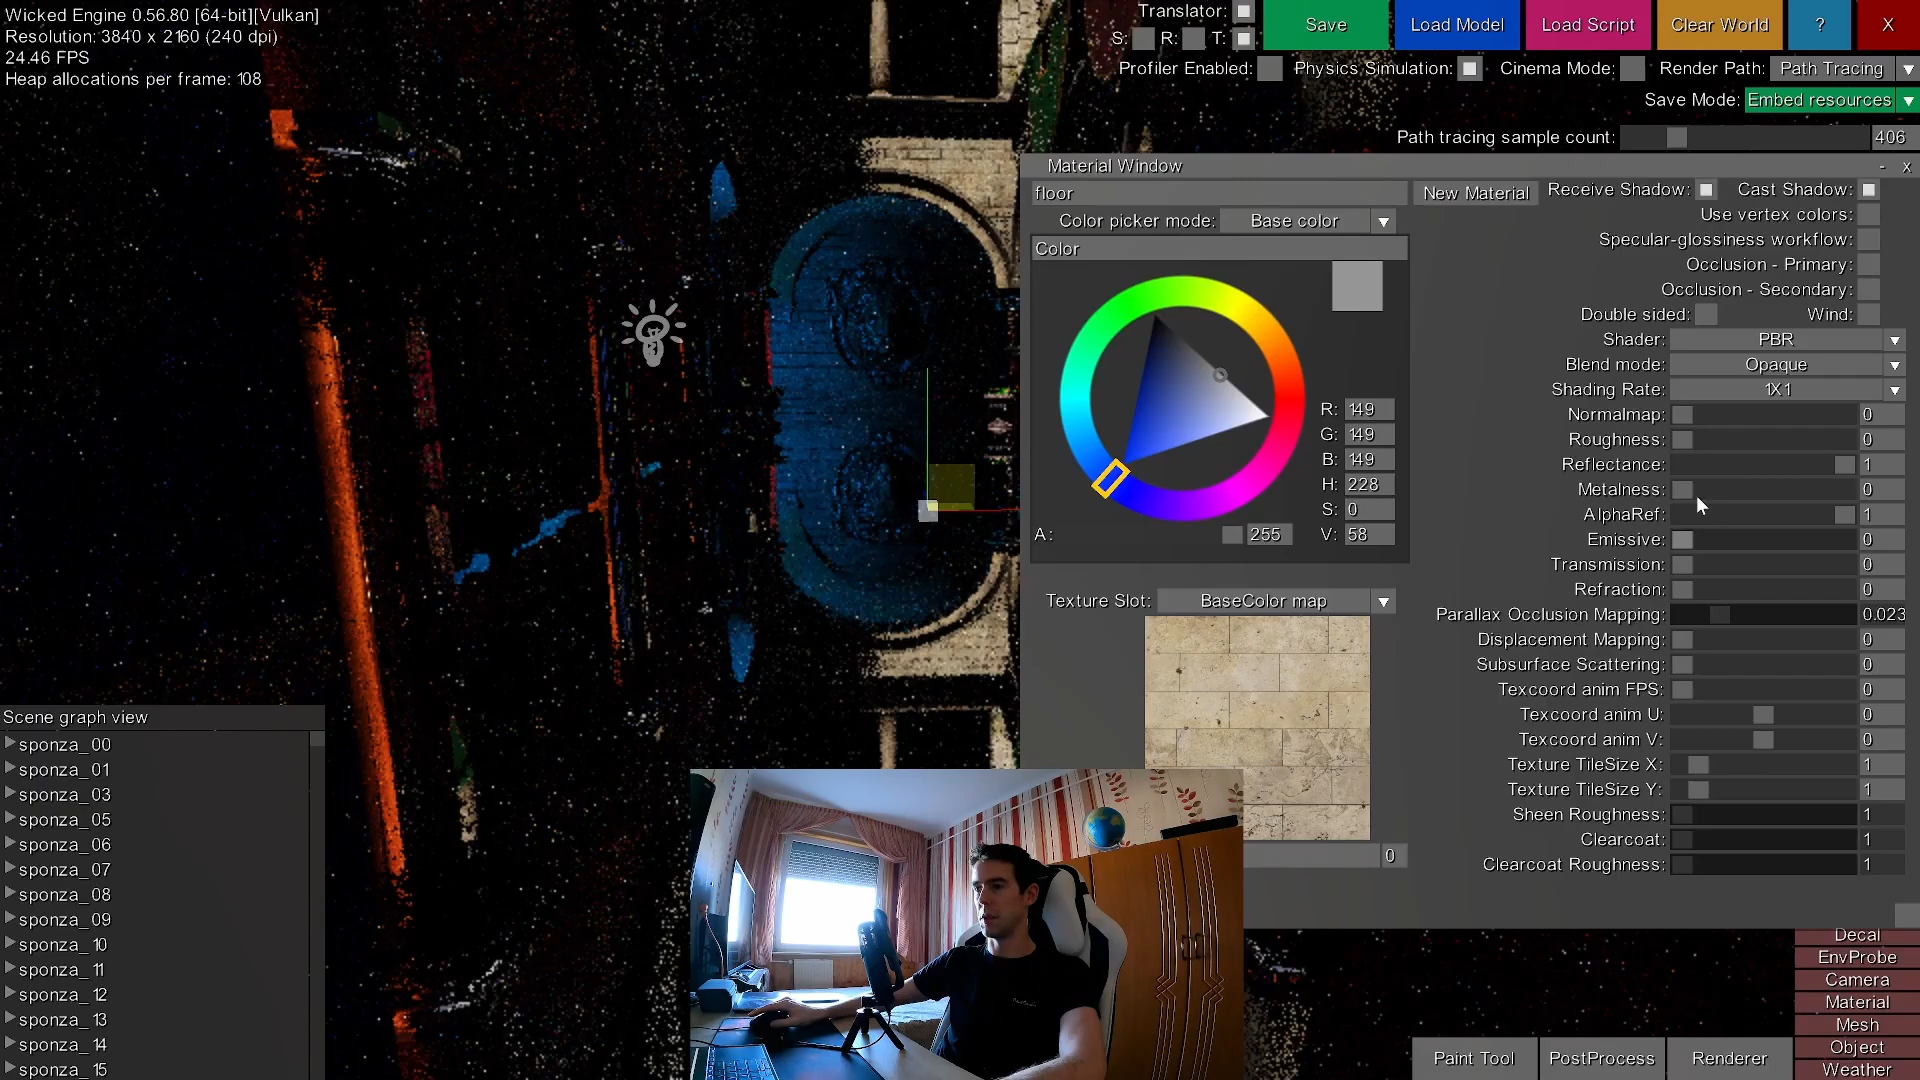 Wicked Engine 0.56.80 [64-bit][Vulkan]
Resolution: 3840 x 2160 (240 dpi)
24.46 FPS
Heap allocations per frame: 108
Translator:
S: R: T:
Save
Load Model
Load Script
Clear World
?
X
Profiler Enabled: Physics Simulation: Cinema Mode: Render Path: Path Tracing
Save Mode: Embed resources
Path tracing sample count: 406
Material Window
- x
floor
New Material
Color picker mode: Base color
Color
R: 149
G: 149
B: 149
H: 228
S: 0
V: 58
A: 255
Texture Slot: BaseColor map
0
Receive Shadow: Cast Shadow:
Use vertex colors:
Specular-glossiness workflow:
Occlusion - Primary:
Occlusion - Secondary:
Double sided: Wind:
Shader: PBR
Blend mode: Opaque
Shading Rate: 1X1
Normalmap: 0
Roughness: 0
Reflectance: 1
Metalness: 0
AlphaRef: 1
Emissive: 0
Transmission: 0
Refraction: 0
Parallax Occlusion Mapping: 0.023
Displacement Mapping: 0
Subsurface Scattering: 0
Texcoord anim FPS: 0
Texcoord anim U: 0
Texcoord anim V: 0
Texture TileSize X: 1
Texture TileSize Y: 1
Sheen Roughness: 1
Clearcoat: 1
Clearcoat Roughness: 1
Scene graph view
sponza_00
sponza_01
sponza_03
sponza_05
sponza_06
sponza_07
sponza_08
sponza_09
sponza_10
sponza_11
sponza_12
sponza_13
sponza_14
sponza_15
Decal
EnvProbe
Camera
Material
Mesh
Object
Weather
Paint Tool
PostProcess
Renderer